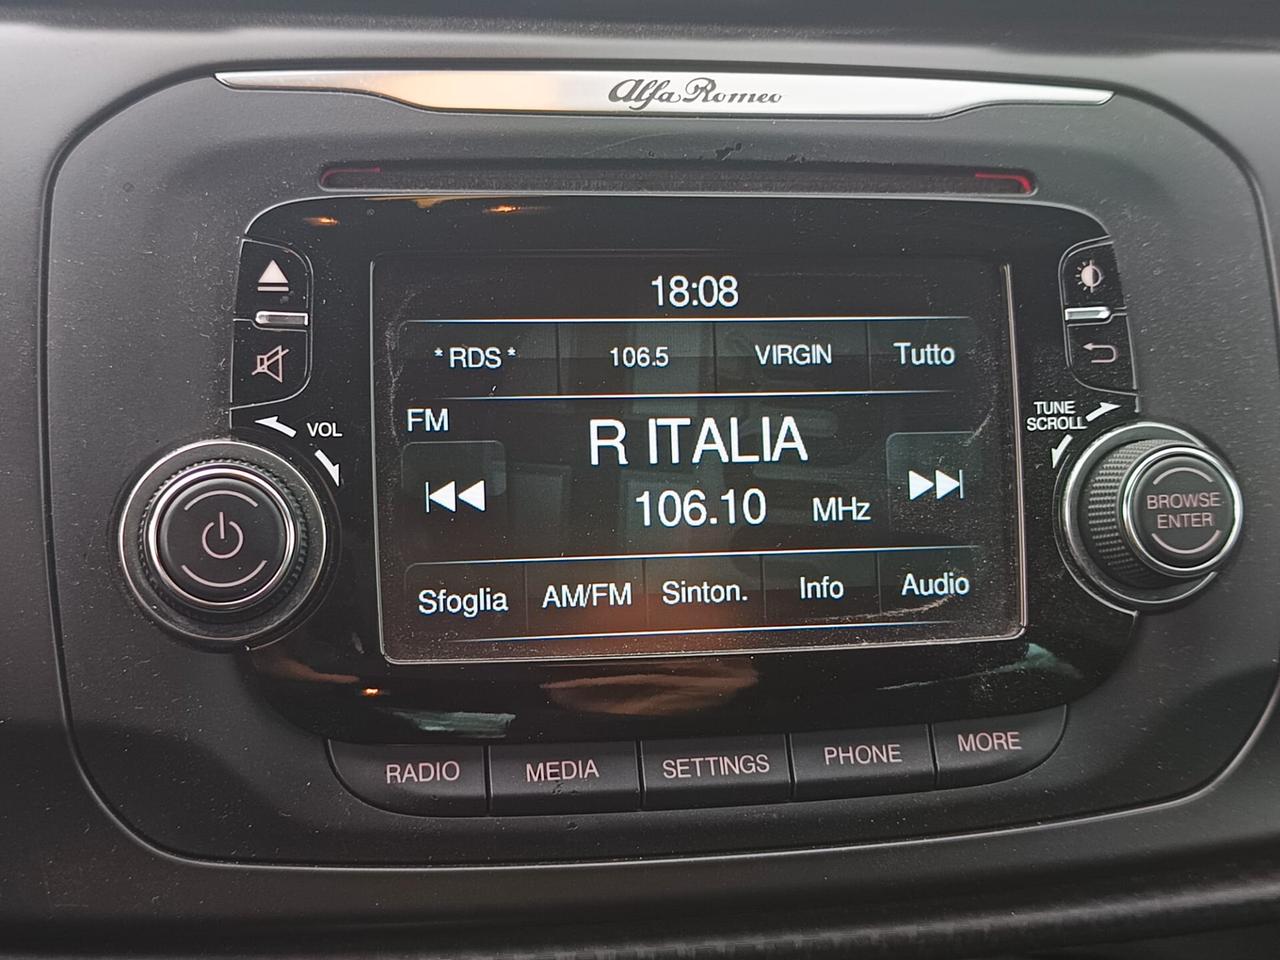 Alfa Romeo
18:08
* RDS * 106.5 VIRGIN Tutto
FM
R ITALIA
106.10 MHz
Sfoglia AM/FM Sinton. Info Audio
VOL
TUNE
SCROLL
BROWSE
ENTER
RADIO MEDIA SETTINGS PHONE MORE